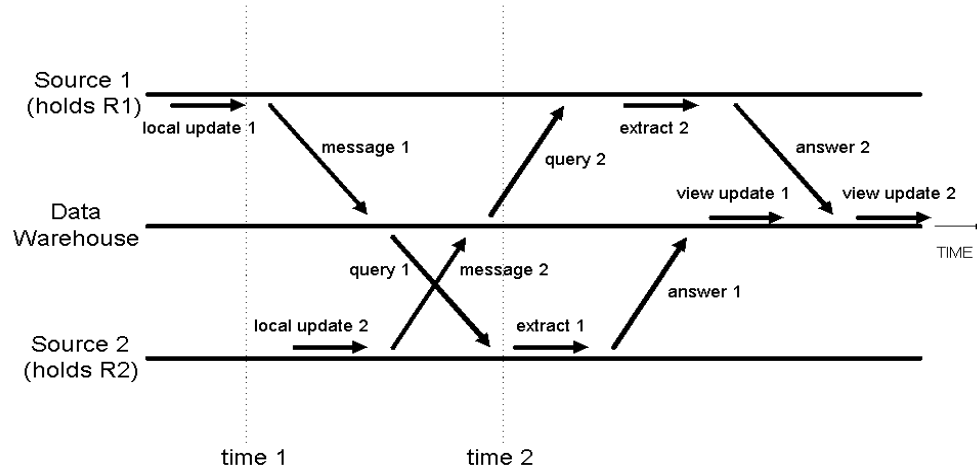 Source 1
(holds R1)
local update 1
message 1
query 2
extract 2
answer 2
Data
Warehouse
view update 1
view update 2
TIME
query 1
message 2
answer 1
local update 2
extract 1
Source 2
(holds R2)
time 1
time 2